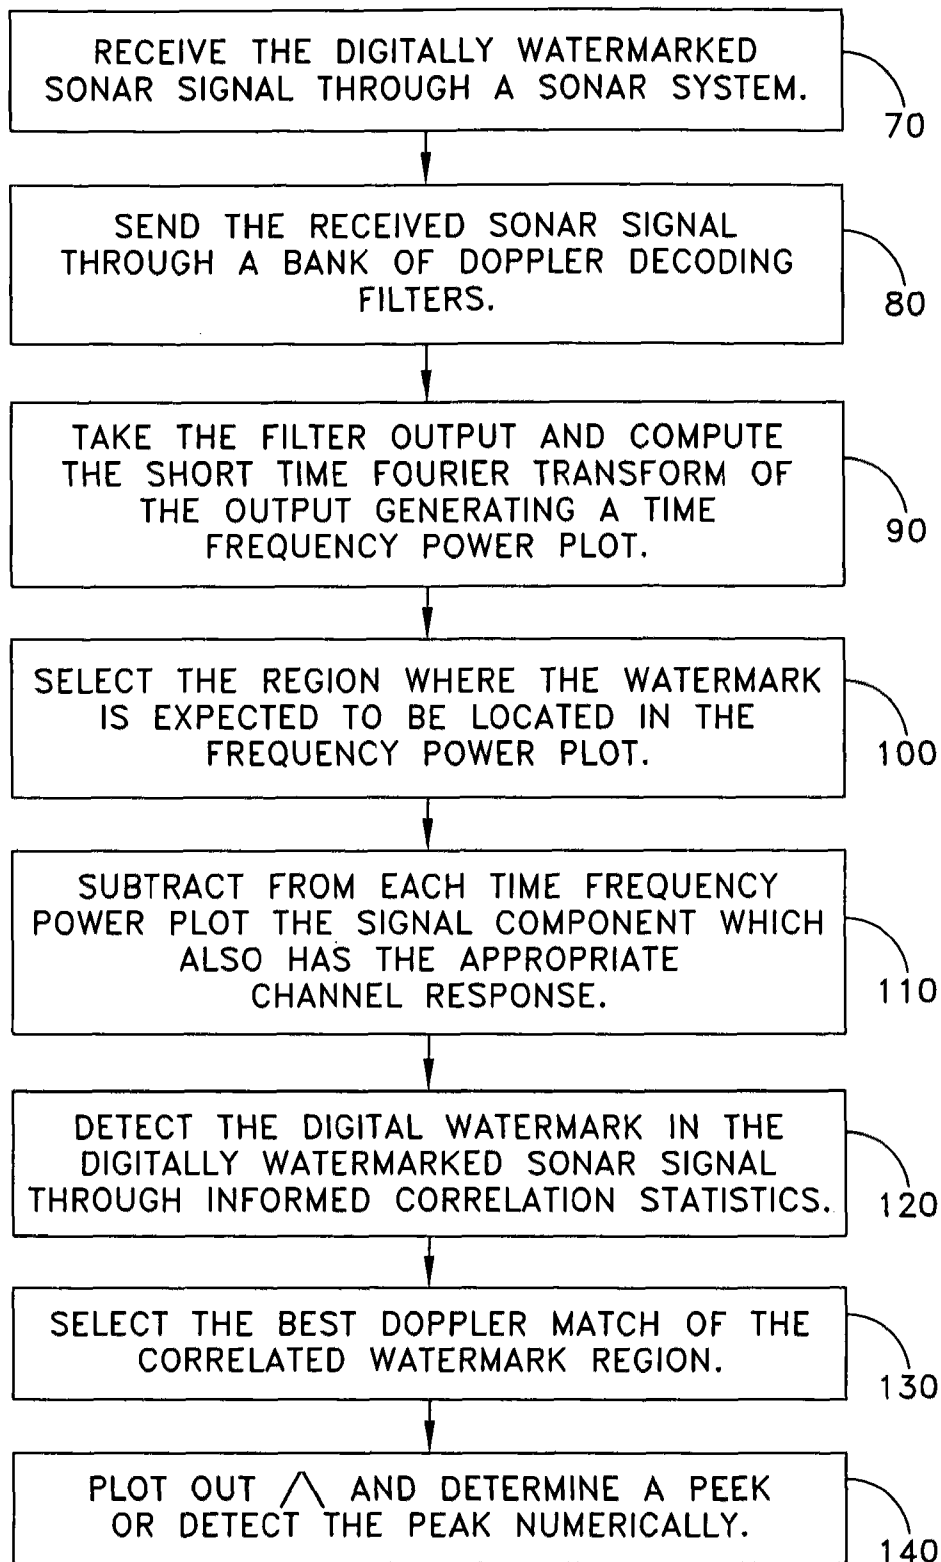 RECEIVE THE DIGITALLY WATERMARKED
SONAR SIGNAL THROUGH A SONAR SYSTEM.
70
SEND THE RECEIVED SONAR SIGNAL
THROUGH A BANK OF DOPPLER DECODING
FILTERS.
80
TAKE THE FILTER OUTPUT AND COMPUTE
THE SHORT TIME FOURIER TRANSFORM OF
THE OUTPUT GENERATING A TIME
FREQUENCY POWER PLOT.
90
SELECT THE REGION WHERE THE WATERMARK
IS EXPECTED TO BE LOCATED IN THE
FREQUENCY POWER PLOT.
100
SUBTRACT FROM EACH TIME FREQUENCY
POWER PLOT THE SIGNAL COMPONENT WHICH
ALSO HAS THE APPROPRIATE
CHANNEL RESPONSE.
110
DETECT THE DIGITAL WATERMARK IN THE
DIGITALLY WATERMARKED SONAR SIGNAL
THROUGH INFORMED CORRELATION STATISTICS.
120
SELECT THE BEST DOPPLER MATCH OF THE
CORRELATED WATERMARK REGION.
130
PLOT OUT Λ AND DETERMINE A PEEK
OR DETECT THE PEAK NUMERICALLY.
140